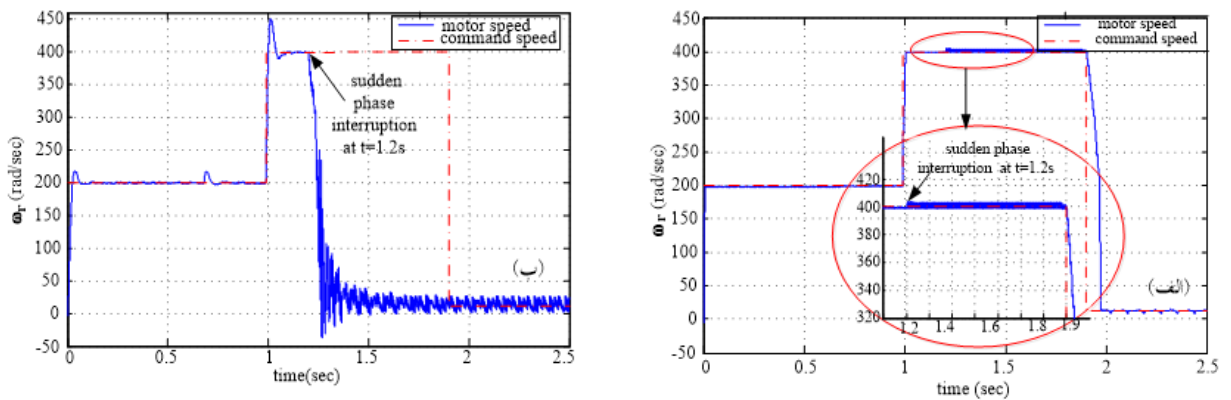 450
400
350
300
250
200
150
100
50
0
-50
ωr (rad/sec)
motor speed
command speed
sudden
phase
interruption
at t=1.2s
(ب)
0 0.5 1 1.5 2 2.5
time(sec)
450
400
350
300
250
200
150
100
50
0
-50
ωr (rad/sec)
motor speed
command speed
sudden phase
interruption at t=1.2s
420
400
380
360
340
320
1.2 1.4 1.6 1.8 1.9
(الف)
0 0.5 1 1.5 2 2.5
time (sec)